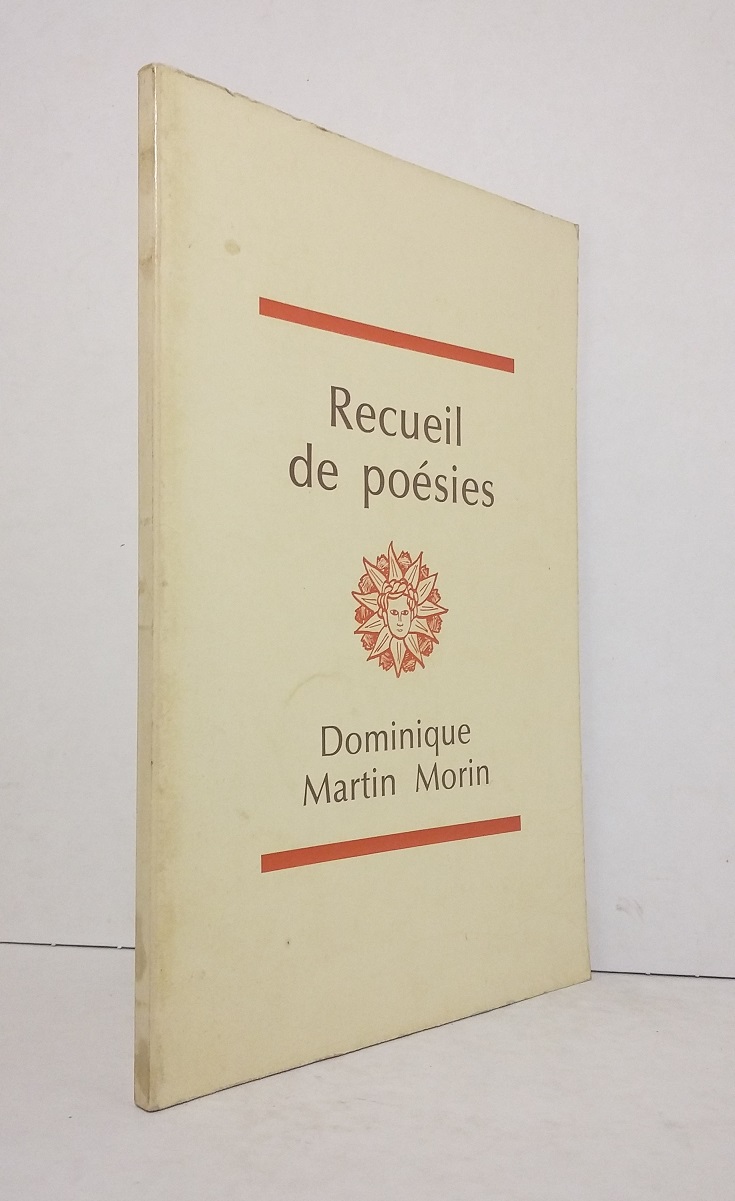 Recueil
de poésies
Dominique
Martin Morin